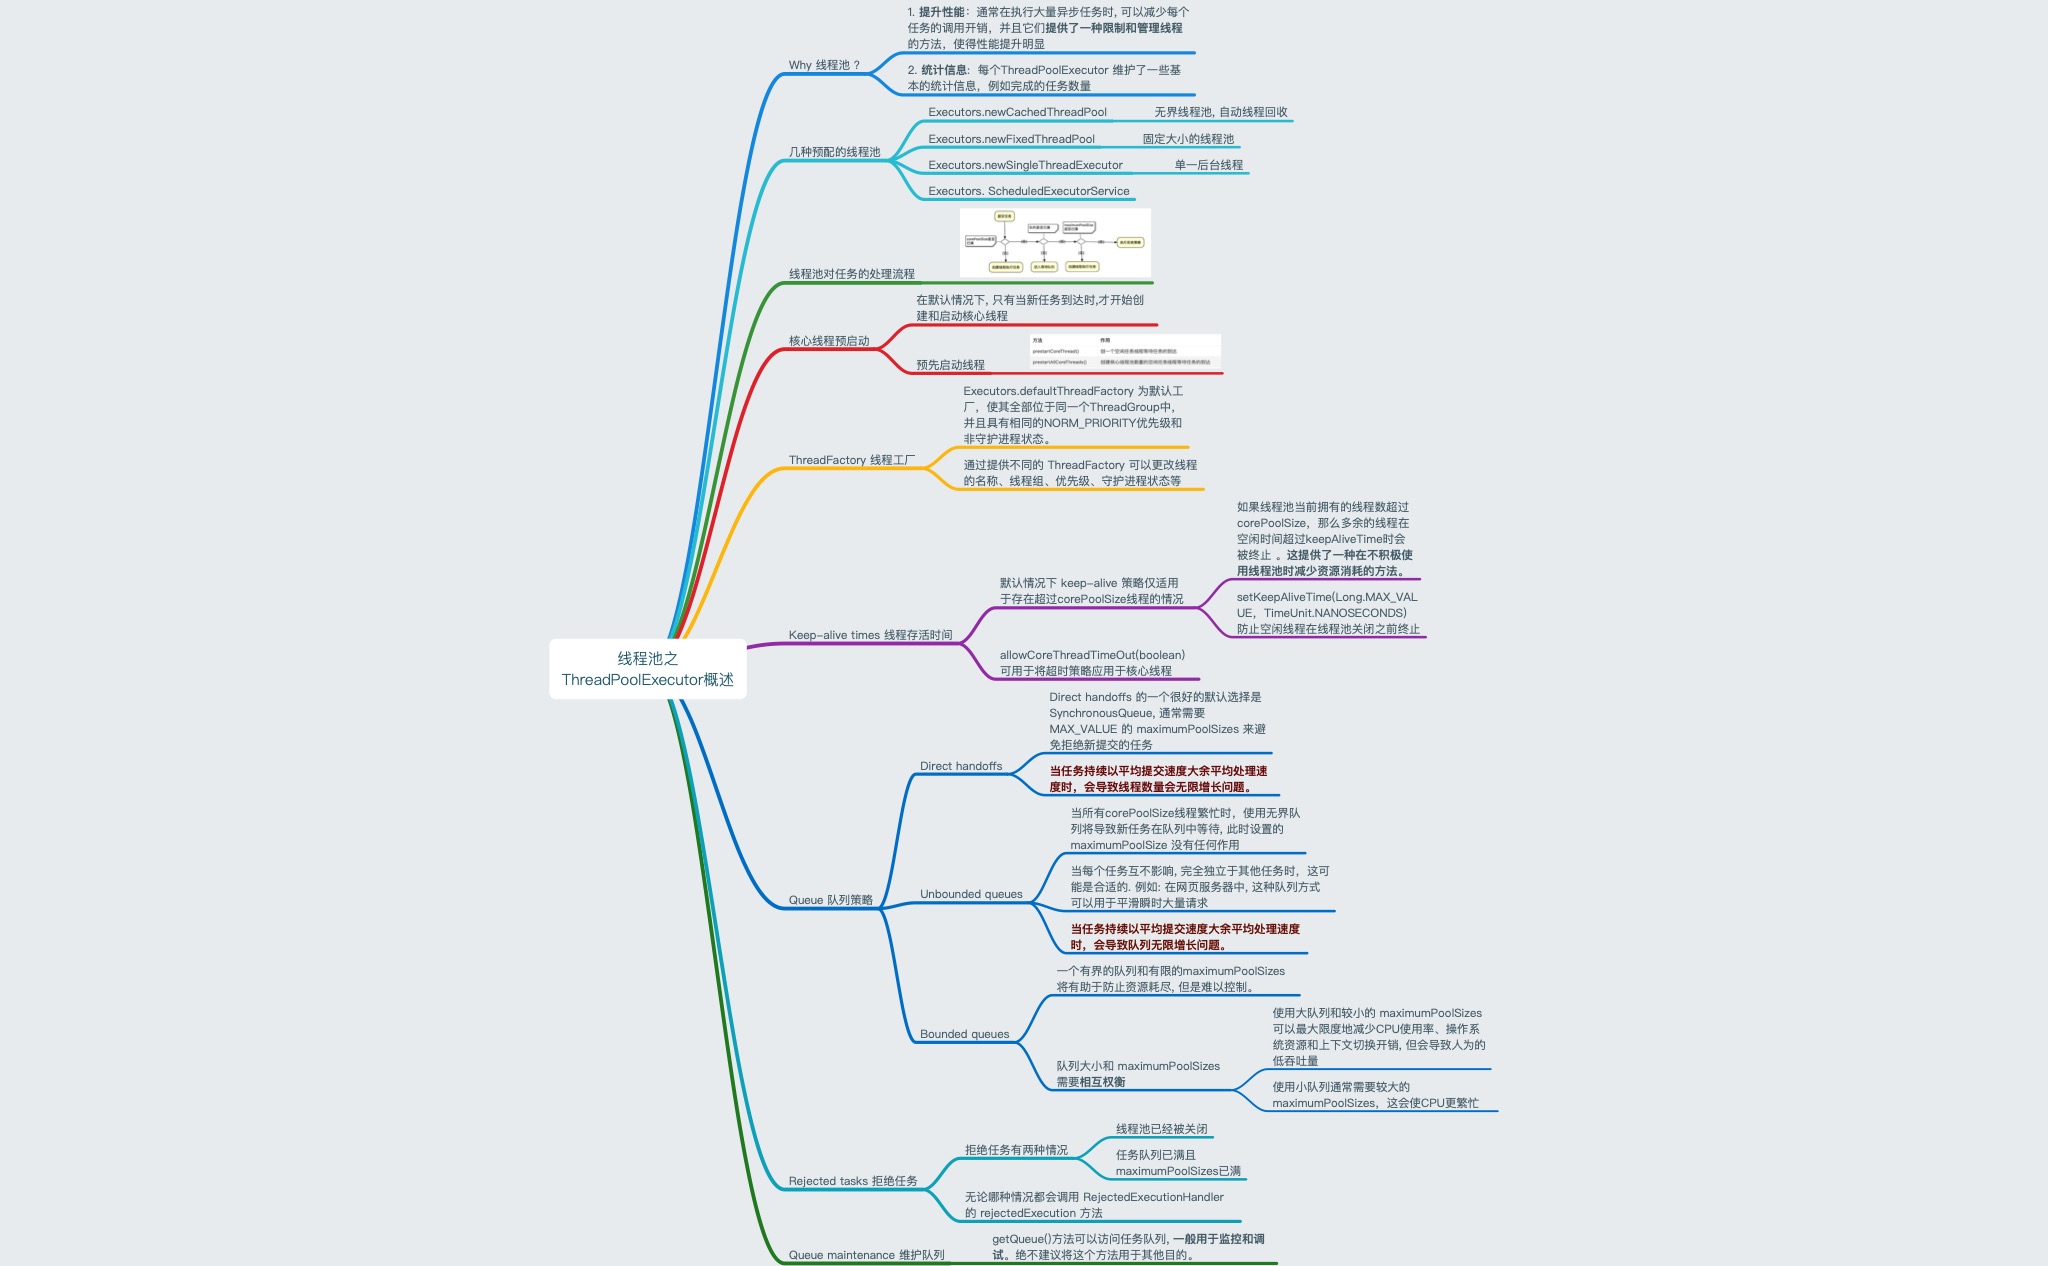 1. 提升性能：通常在执行大量异步任务时, 可以减少每个
任务的调用开销，并且它们提供了一种限制和管理线程
的方法，使得性能提升明显
Why 线程池 ?
2. 统计信息：每个ThreadPoolExecutor 维护了一些基
本的统计信息，例如完成的任务数量
Executors.newCachedThreadPool
无界线程池, 自动线程回收
Executors.newFixedThreadPool
固定大小的线程池
几种预配的线程池
Executors.newSingleThreadExecutor
单一后台线程
Executors. ScheduledExecutorService
线程池对任务的处理流程
在默认情况下, 只有当新任务到达时,才开始创
建和启动核心线程
核心线程预启动
预先启动线程
方法
作用
prestartCoreThread()
创一个空闲任务线程等待任务的到达
prestartAllCoreThreads()
创建核心线程池数量的空闲任务线程等待任务的到达
Executors.defaultThreadFactory 为默认工
厂，使其全部位于同一个ThreadGroup中，
并且具有相同的NORM_PRIORITY优先级和
非守护进程状态。
ThreadFactory 线程工厂
通过提供不同的 ThreadFactory 可以更改线程
的名称、线程组、优先级、守护进程状态等
如果线程池当前拥有的线程数超过
corePoolSize，那么多余的线程在
空闲时间超过keepAliveTime时会
被终止 。这提供了一种在不积极使
用线程池时减少资源消耗的方法。
默认情况下 keep-alive 策略仅适用
于存在超过corePoolSize线程的情况
setKeepAliveTime(Long.MAX_VAL
UE，TimeUnit.NANOSECONDS)
防止空闲线程在线程池关闭之前终止
Keep-alive times 线程存活时间
allowCoreThreadTimeOut(boolean)
可用于将超时策略应用于核心线程
线程池之
ThreadPoolExecutor概述
Direct handoffs 的一个很好的默认选择是
SynchronousQueue, 通常需要
MAX_VALUE 的 maximumPoolSizes 来避
免拒绝新提交的任务
Direct handoffs
当任务持续以平均提交速度大余平均处理速
度时，会导致线程数量会无限增长问题。
当所有corePoolSize线程繁忙时，使用无界队
列将导致新任务在队列中等待, 此时设置的
maximumPoolSize 没有任何作用
当每个任务互不影响, 完全独立于其他任务时，这可
能是合适的. 例如: 在网页服务器中, 这种队列方式
可以用于平滑瞬时大量请求
Queue 队列策略
Unbounded queues
当任务持续以平均提交速度大余平均处理速度
时，会导致队列无限增长问题。
一个有界的队列和有限的maximumPoolSizes
将有助于防止资源耗尽, 但是难以控制。
Bounded queues
使用大队列和较小的 maximumPoolSizes
可以最大限度地减少CPU使用率、操作系
统资源和上下文切换开销, 但会导致人为的
低吞吐量
队列大小和 maximumPoolSizes
需要相互权衡
使用小队列通常需要较大的
maximumPoolSizes，这会使CPU更繁忙
线程池已经被关闭
拒绝任务有两种情况
任务队列已满且
maximumPoolSizes已满
Rejected tasks 拒绝任务
无论哪种情况都会调用 RejectedExecutionHandler
的 rejectedExecution 方法
getQueue()方法可以访问任务队列, 一般用于监控和调
试。绝不建议将这个方法用于其他目的。
Queue maintenance 维护队列